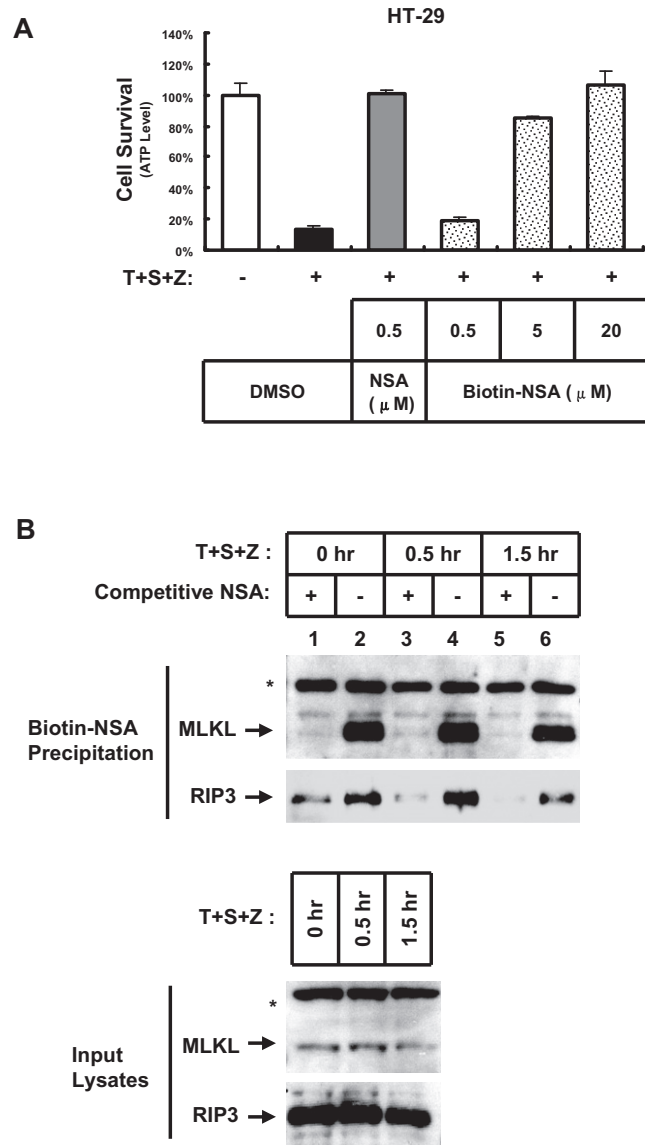 A
HT-29
140%
120%
100%
80%
60%
40%
20%
0%
Cell Survival
(ATP Level)
T+S+Z: - + + + + +
0.5 0.5 5 20
DMSO NSA (μM) Biotin-NSA (μM)
B
T+S+Z : 0 hr 0.5 hr 1.5 hr
Competitive NSA: + - + - + -
1 2 3 4 5 6
*
Biotin-NSA
Precipitation
MLKL
RIP3
T+S+Z : 0 hr 0.5 hr 1.5 hr
*
Input
Lysates
MLKL
RIP3